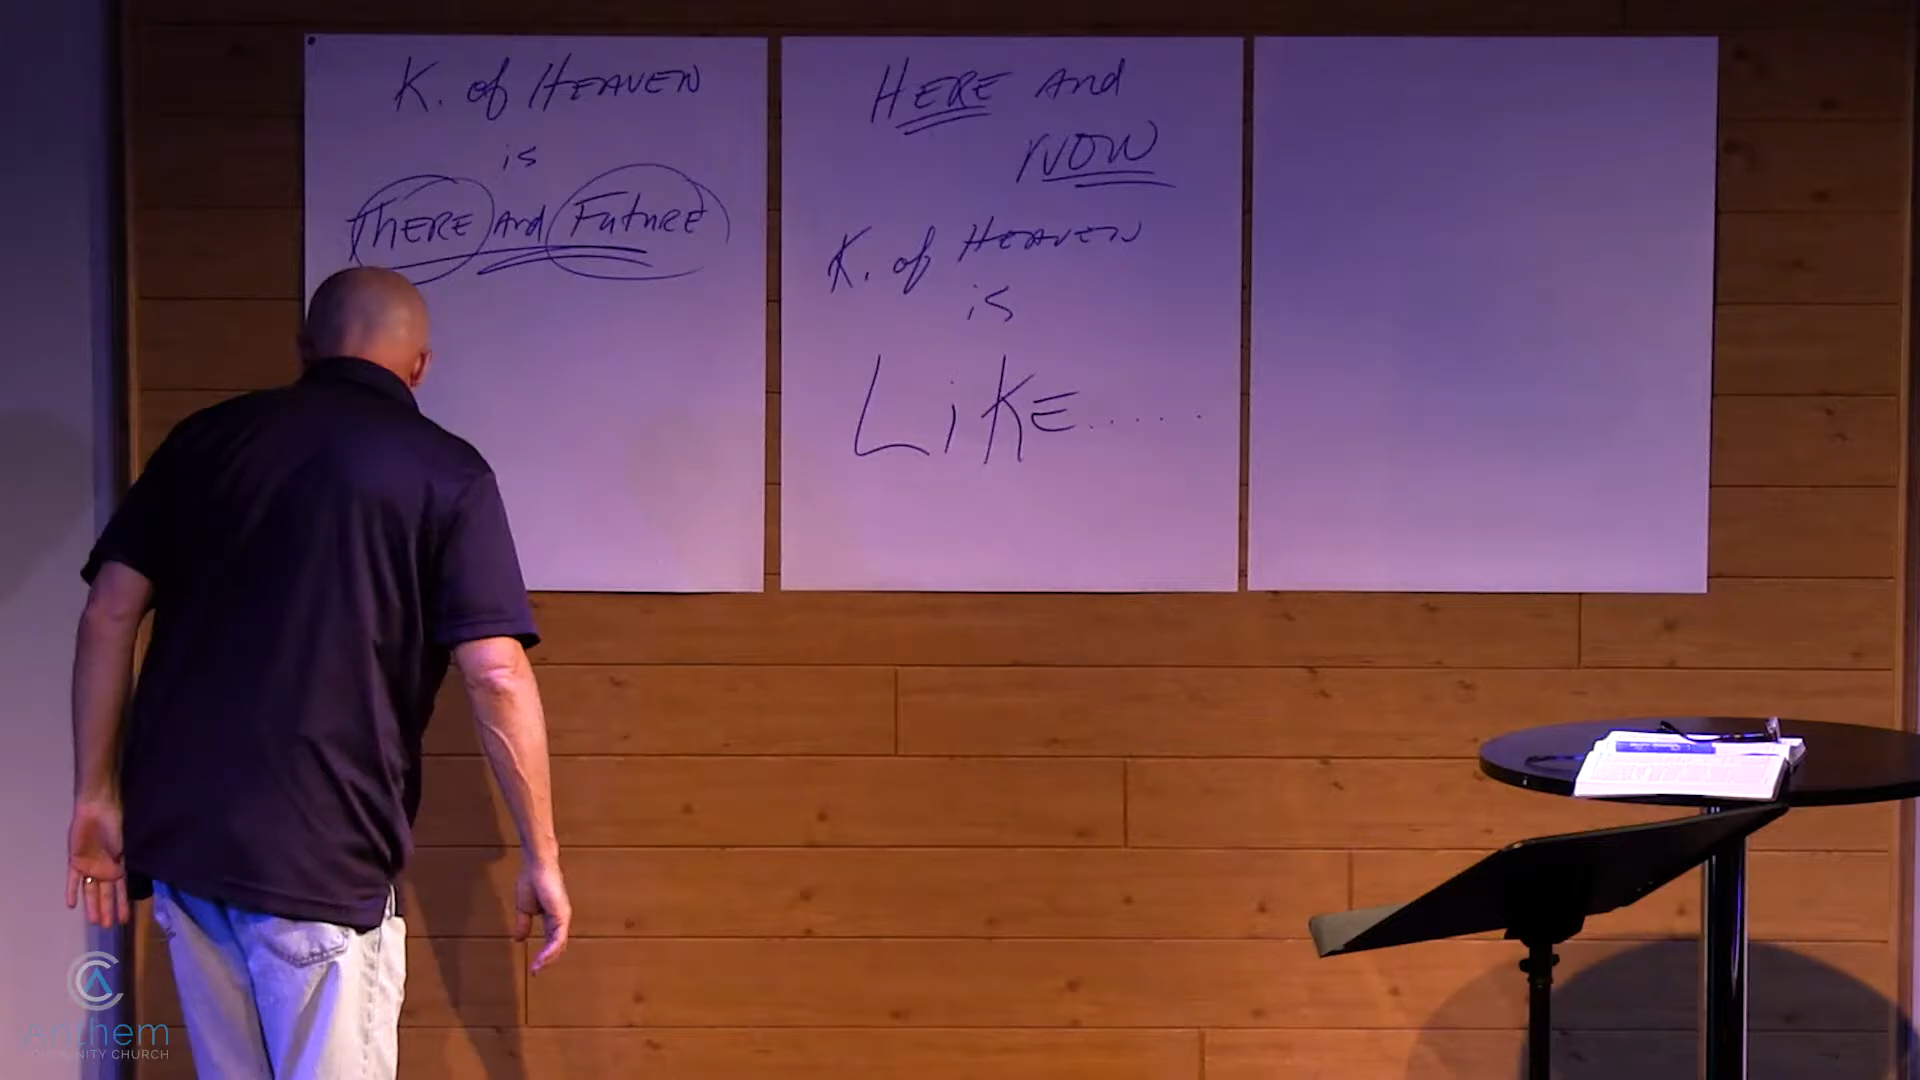 K. of HEAVEN
is
THERE And Future
HERE and
NOW
K. of HEAVEN
is
LiKE......
Anthem
COMMUNITY CHURCH